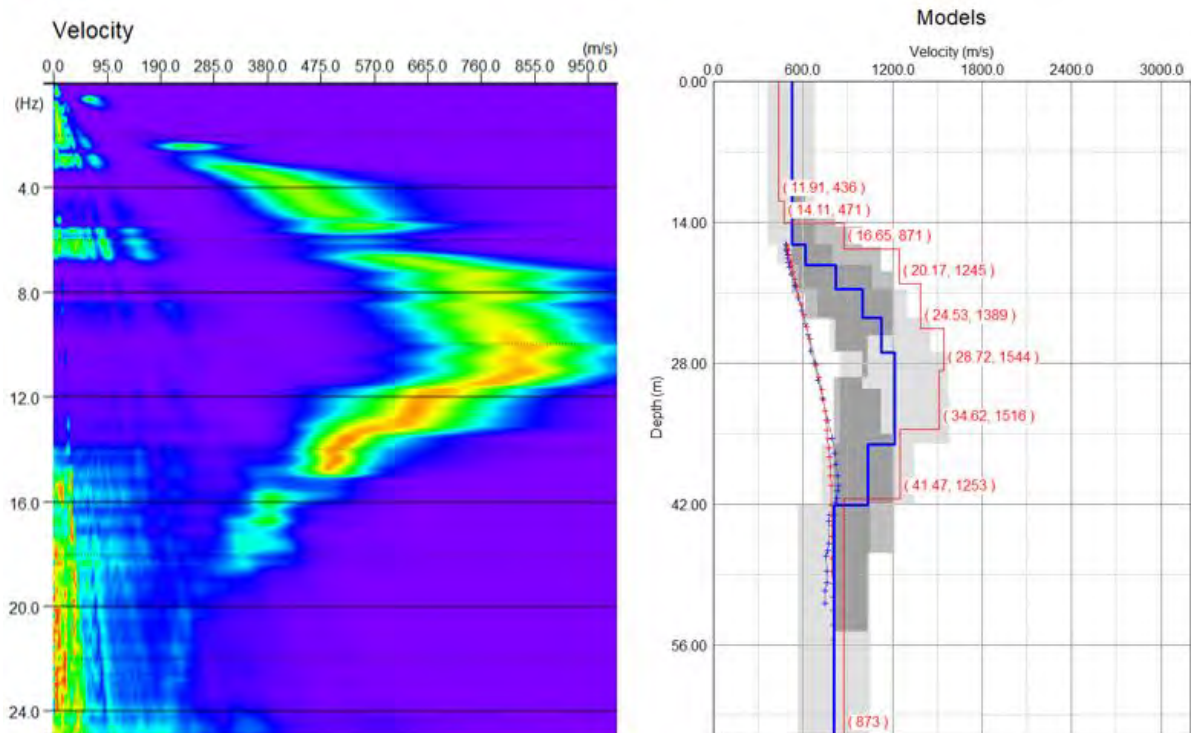 Velocity
(m/s)
0.0 95.0 190.0 285.0 380.0 475.0 570.0 665.0 760.0 855.0 950.0
(Hz)
4.0
8.0
12.0
16.0
20.0
24.0
Models
Velocity (m/s)
0.0 600.0 1200.0 1800.0 2400.0 3000.0
0.00
14.00
28.00
42.00
56.00
Depth (m)
( 11.91, 436 )
( 14.11, 471 )
( 16.65, 871 )
( 20.17, 1245 )
( 24.53, 1389 )
( 28.72, 1544 )
( 34.62, 1516 )
( 41.47, 1253 )
( 873 )